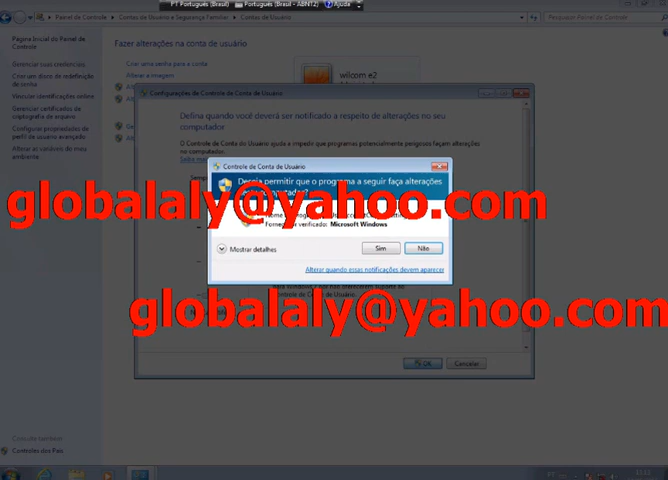 PT Português (Brasil) Português (Brasil - ABNT2) Ajuda
Painel de Controle Contas de Usuário e Segurança Familiar Contas de Usuário
Pesquisar Painel de Controle
Página Inicial do Painel de
Controle
Gerenciar suas credenciais
Criar um disco de redefinição
de senha
Vincular identificações online
Gerenciar certificados de
criptografia de arquivo
Configurar propriedades de
perfil de usuário avançado
Alterar as variáveis do meu
ambiente
Fazer alterações na conta de usuário
Criar uma senha para a conta
Alterar a imagem
wilcom e2
Configurações de Controle de Conta de Usuário
Defina quando você deverá ser notificado a respeito de alterações no seu
computador
O Controle de Conta de Usuário ajuda a impedir que programas potencialmente perigosos façam alterações
Controle de Conta de Usuário
Deseja permitir que o programa a seguir faça alterações
globalaly@yahoo.com
Microsoft Windows
Mostrar detalhes
Sim
Não
Alterar quando essas notificações devem aparecer
globalaly@yahoo.com
Controle de Conta de Usuário.
OK
Cancelar
Consulte também
Controles dos Pais